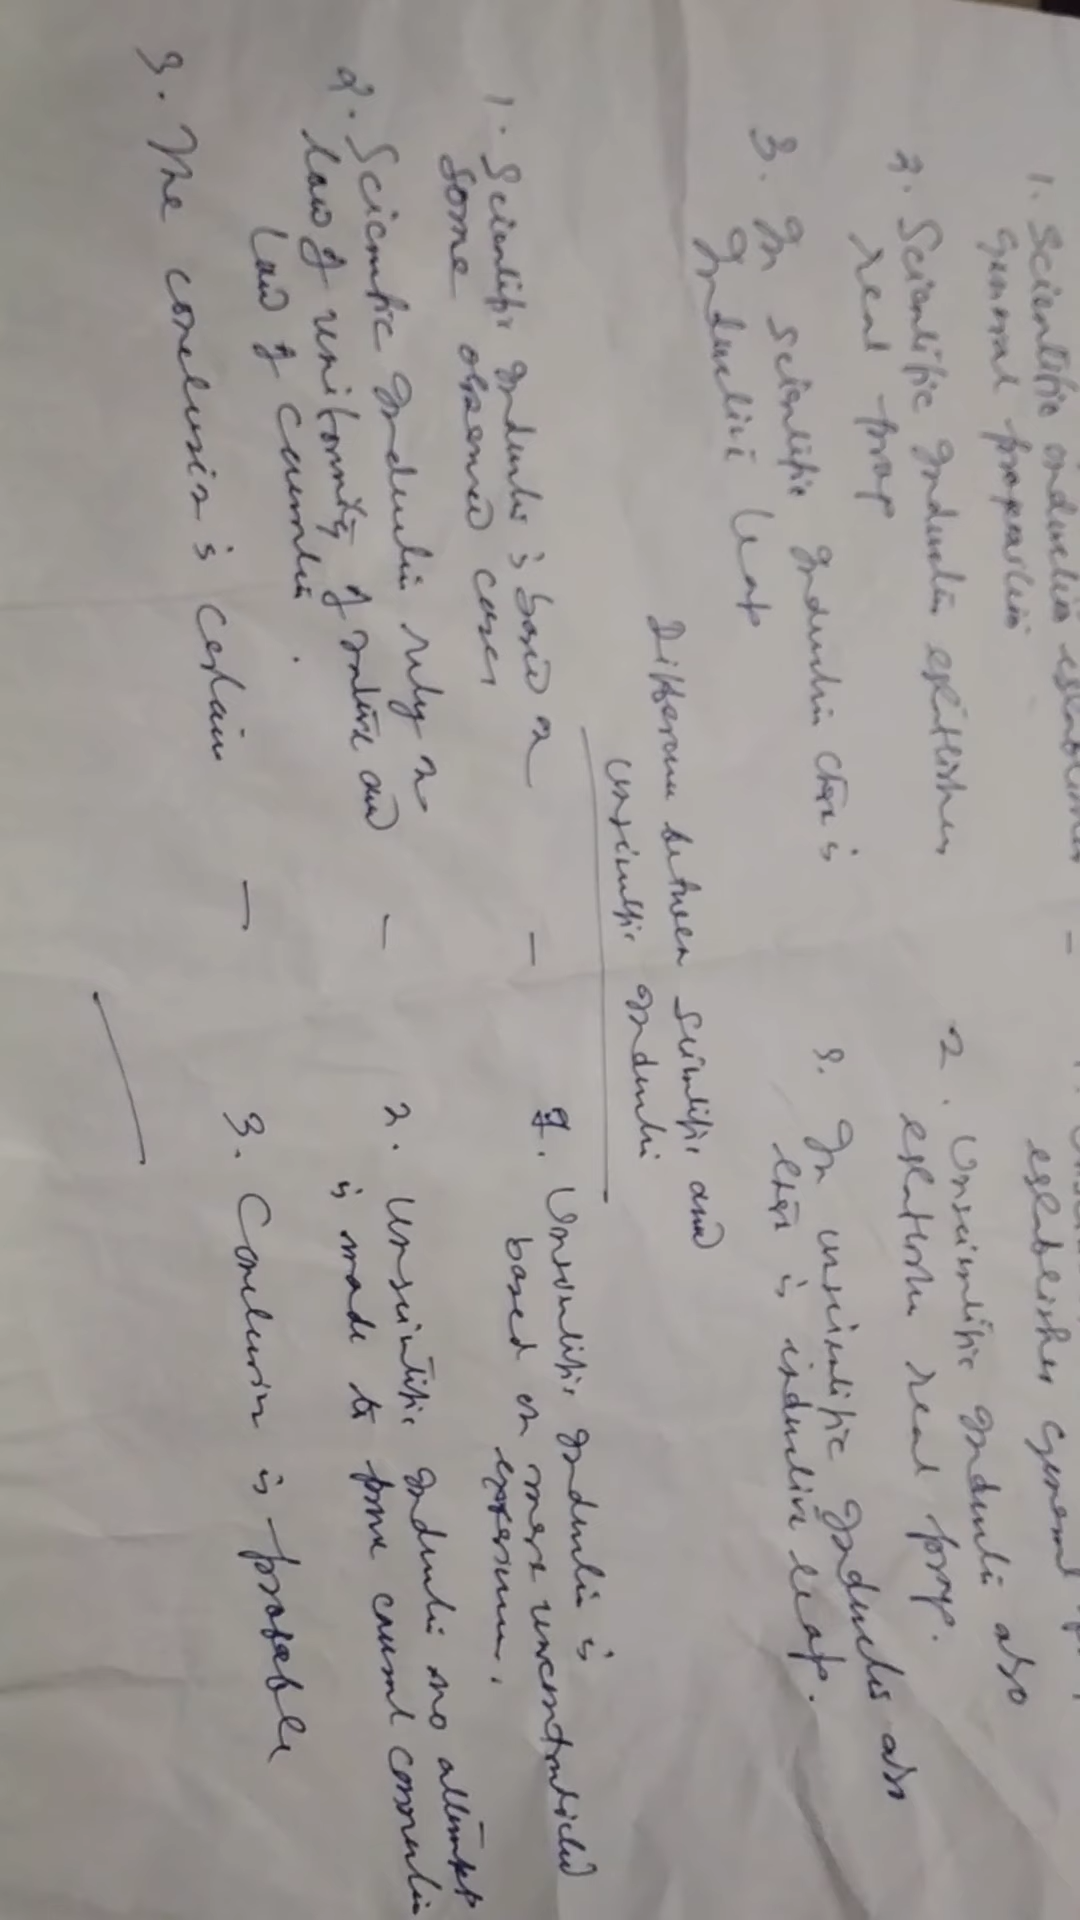 1. Scientific induction establishes –
general proposition
establishes general
2. Scientific Induction establishes
real prop
2. Unscientific Induction also
establishes real prop.
3. In scientific Induction there is
Inductive leap
3. In unscientific Induction also
there is inductive leap.
Difference between Scientific and
unscientific Induction
1. Scientific Induction is based on –
some observed cases
1. Unscientific Induction is
based on mere uncontradicted
experience.
2. Scientific Induction rely on –
law of uniformity of nature and
law of causation.
2. Unscientific Induction no attempt
is made to prove causal connection
3. The conclusion is certain –
3. Conclusion is probable